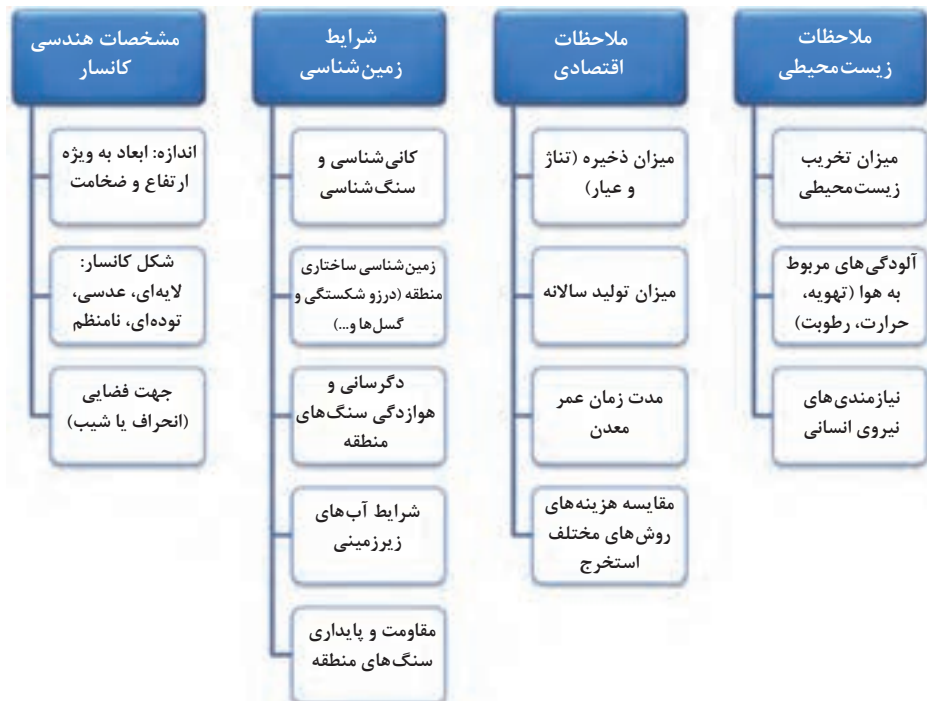 مشخصات هندسی
کانسار
اندازه: ابعاد به ویژه
ارتفاع و ضخامت
شکل کانسار:
لایه‌ای، عدسی،
توده‌ای، نامنظم
جهت فضایی
(انحراف یا شیب)
شرایط
زمین‌شناسی
کانی‌شناسی و
سنگ‌شناسی
زمین‌شناسی ساختاری
منطقه (درزو شکستگی و
گسل‌ها و...)
دگرسانی و
هوازدگی سنگ‌های
منطقه
شرایط آب‌های
زیرزمینی
مقاومت و پایداری
سنگ‌های منطقه
ملاحظات
اقتصادی
میزان ذخیره (تناژ
و عیار)
میزان تولید سالانه
مدت زمان عمر
معدن
مقایسه هزینه‌های
روش‌های مختلف
استخرج
ملاحظات
زیست‌محیطی
میزان تخریب
زیست‌محیطی
آلودگی‌های مربوط
به هوا (تهویه،
حرارت، رطوبت)
نیازمندی‌های
نیروی انسانی